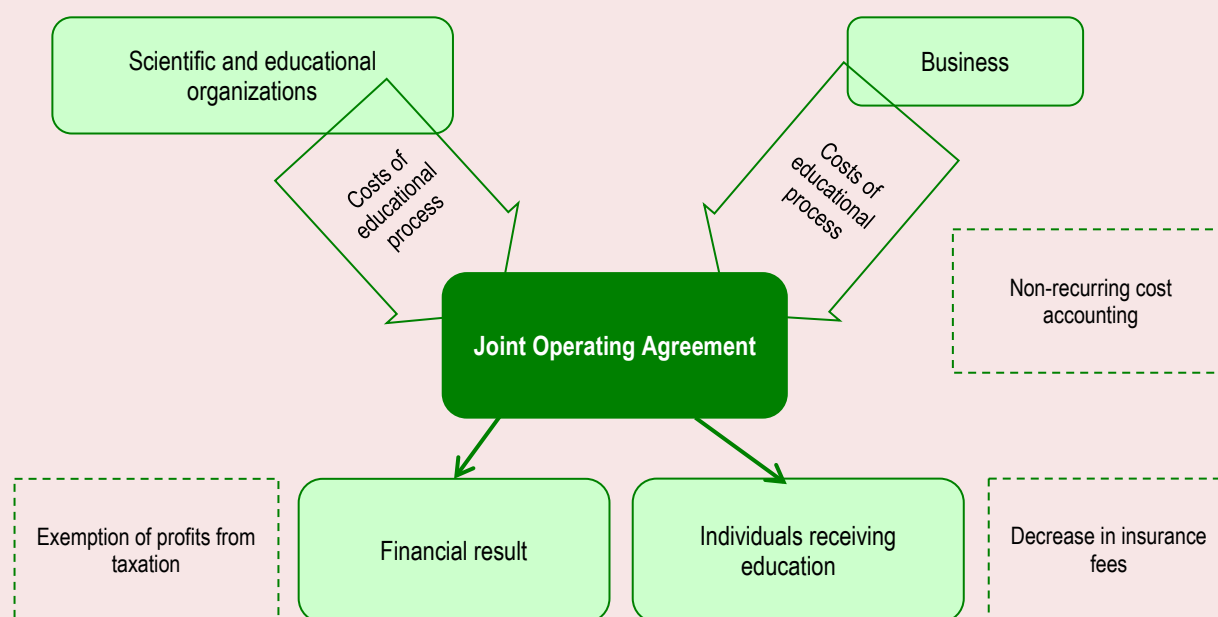 Scientific and educational
organizations
Business
Costs of
educational
process
Costs of
educational
process
Non-recurring cost
accounting
Joint Operating Agreement
Exemption of profits from
taxation
Financial result
Individuals receiving
education
Decrease in insurance
fees